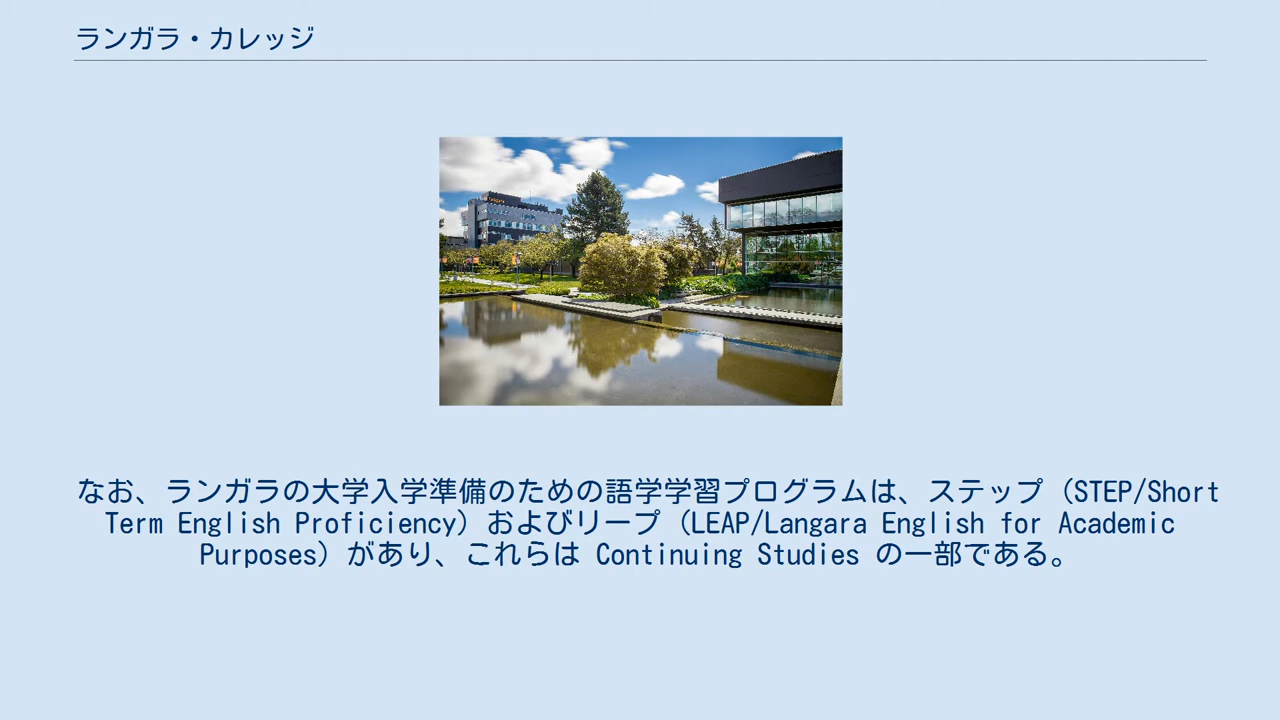 ランガラ・カレッジ
なお、ランガラの大学入学準備のための語学学習プログラムは、ステップ（STEP/Short
Term English Proficiency）およびリープ（LEAP/Langara English for Academic
Purposes）があり、これらは Continuing Studies の一部である。